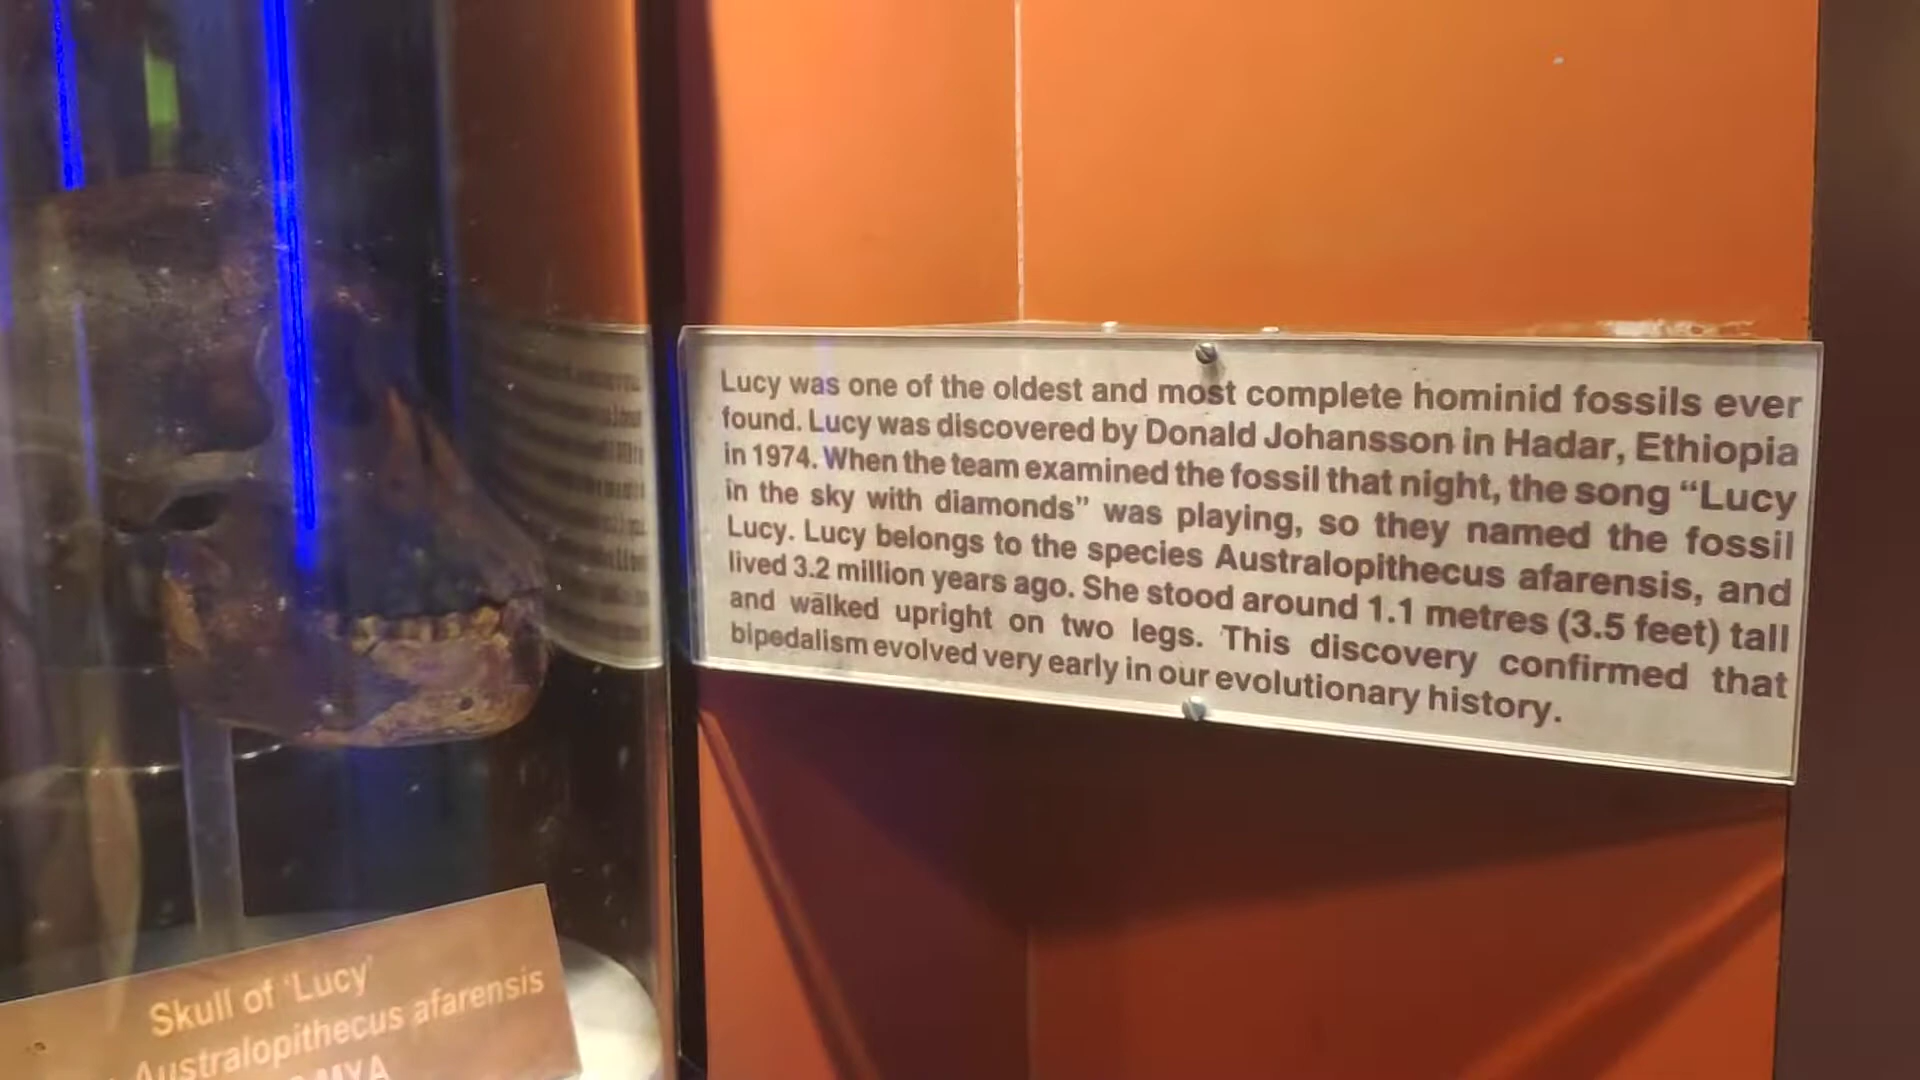 Lucy was one of the oldest and most complete hominid fossils ever
found. Lucy was discovered by Donald Johansson in Hadar, Ethiopia
in 1974. When the team examined the fossil that night, the song “Lucy
in the sky with diamonds” was playing, so they named the fossil
Lucy. Lucy belongs to the species Australopithecus afarensis, and
lived 3.2 million years ago. She stood around 1.1 metres (3.5 feet) tall
and walked upright on two legs. This discovery confirmed that
bipedalism evolved very early in our evolutionary history.
Skull of ‘Lucy’
Australopithecus afarensis
MYA